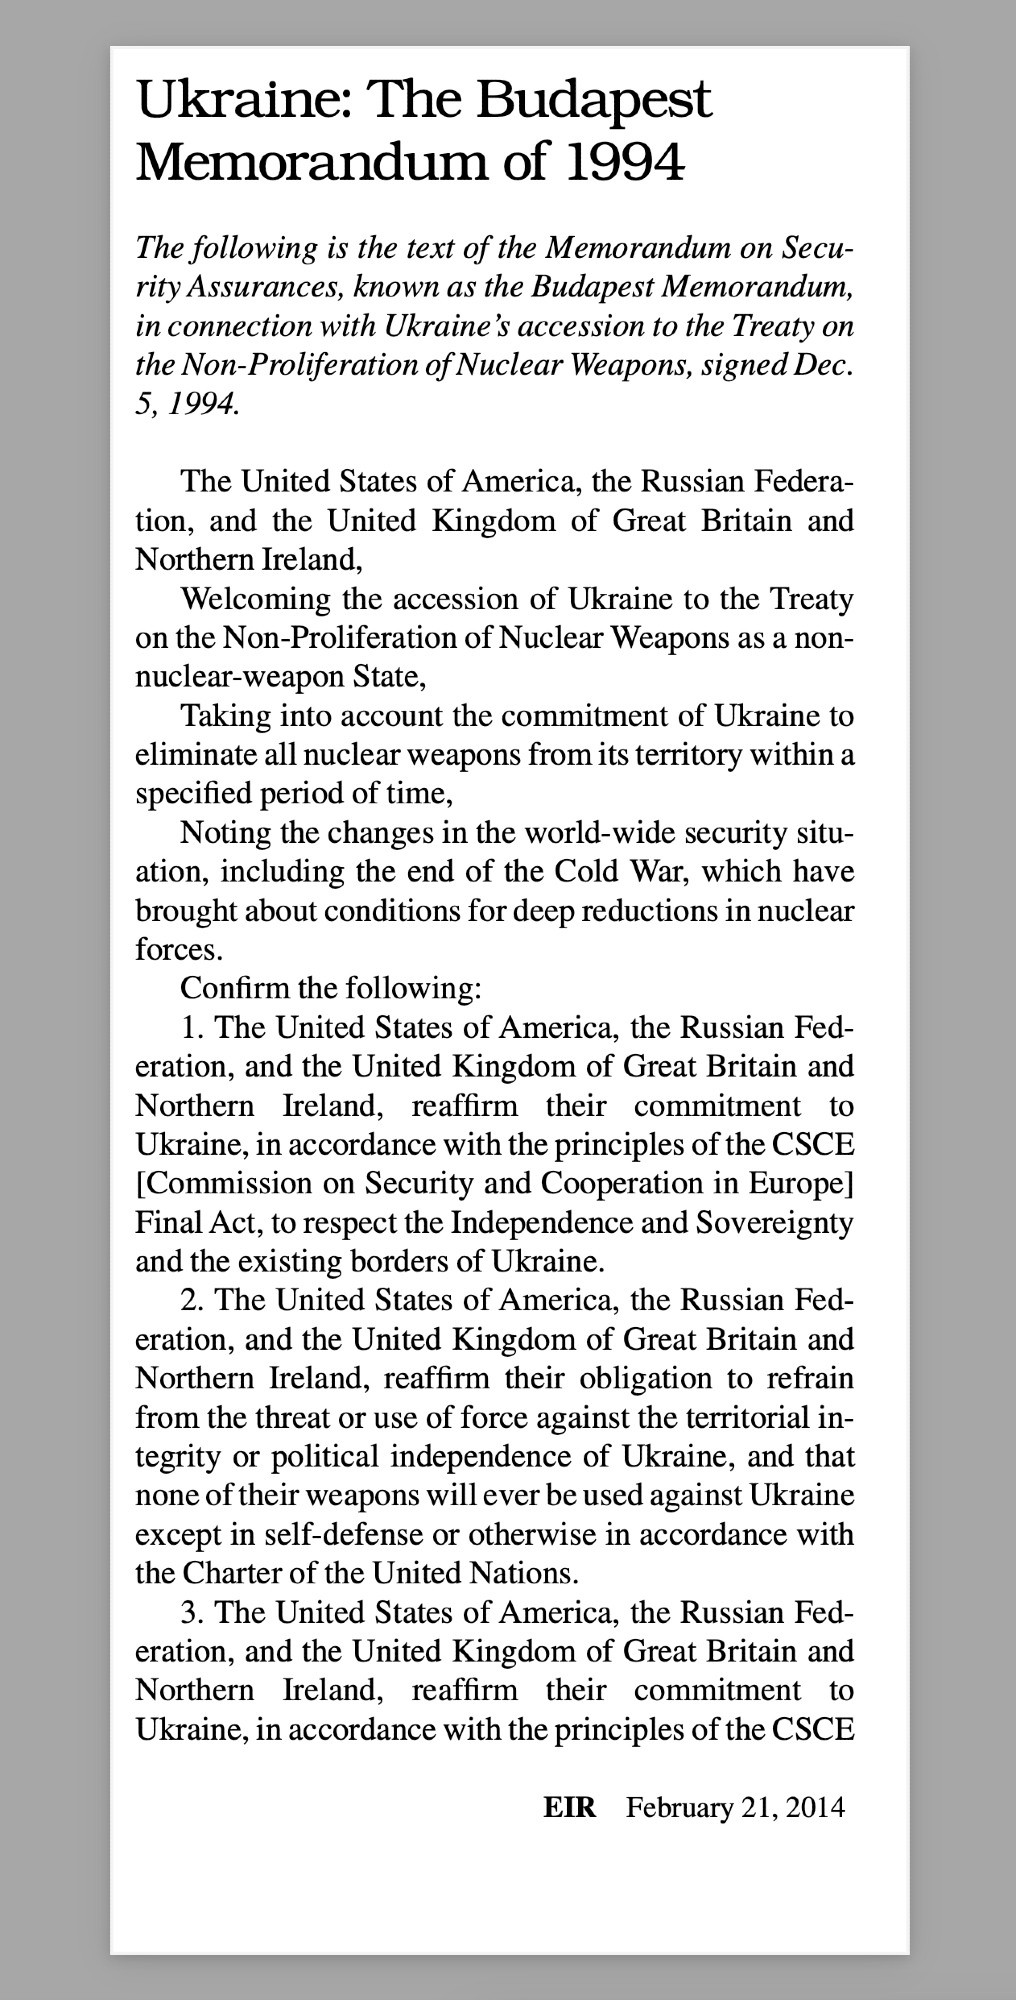 Ukraine: The Budapest
Memorandum of 1994
The following is the text of the Memorandum on Secu-
rity Assurances, known as the Budapest Memorandum,
in connection with Ukraine’s accession to the Treaty on
the Non-Proliferation of Nuclear Weapons, signed Dec.
5, 1994.
The United States of America, the Russian Federa-
tion, and the United Kingdom of Great Britain and
Northern Ireland,
Welcoming the accession of Ukraine to the Treaty
on the Non-Proliferation of Nuclear Weapons as a non-
nuclear-weapon State,
Taking into account the commitment of Ukraine to
eliminate all nuclear weapons from its territory within a
specified period of time,
Noting the changes in the world-wide security situ-
ation, including the end of the Cold War, which have
brought about conditions for deep reductions in nuclear
forces.
Confirm the following:
1. The United States of America, the Russian Fed-
eration, and the United Kingdom of Great Britain and
Northern Ireland, reaffirm their commitment to
Ukraine, in accordance with the principles of the CSCE
[Commission on Security and Cooperation in Europe]
Final Act, to respect the Independence and Sovereignty
and the existing borders of Ukraine.
2. The United States of America, the Russian Fed-
eration, and the United Kingdom of Great Britain and
Northern Ireland, reaffirm their obligation to refrain
from the threat or use of force against the territorial in-
tegrity or political independence of Ukraine, and that
none of their weapons will ever be used against Ukraine
except in self-defense or otherwise in accordance with
the Charter of the United Nations.
3. The United States of America, the Russian Fed-
eration, and the United Kingdom of Great Britain and
Northern Ireland, reaffirm their commitment to
Ukraine, in accordance with the principles of the CSCE
EIR February 21, 2014